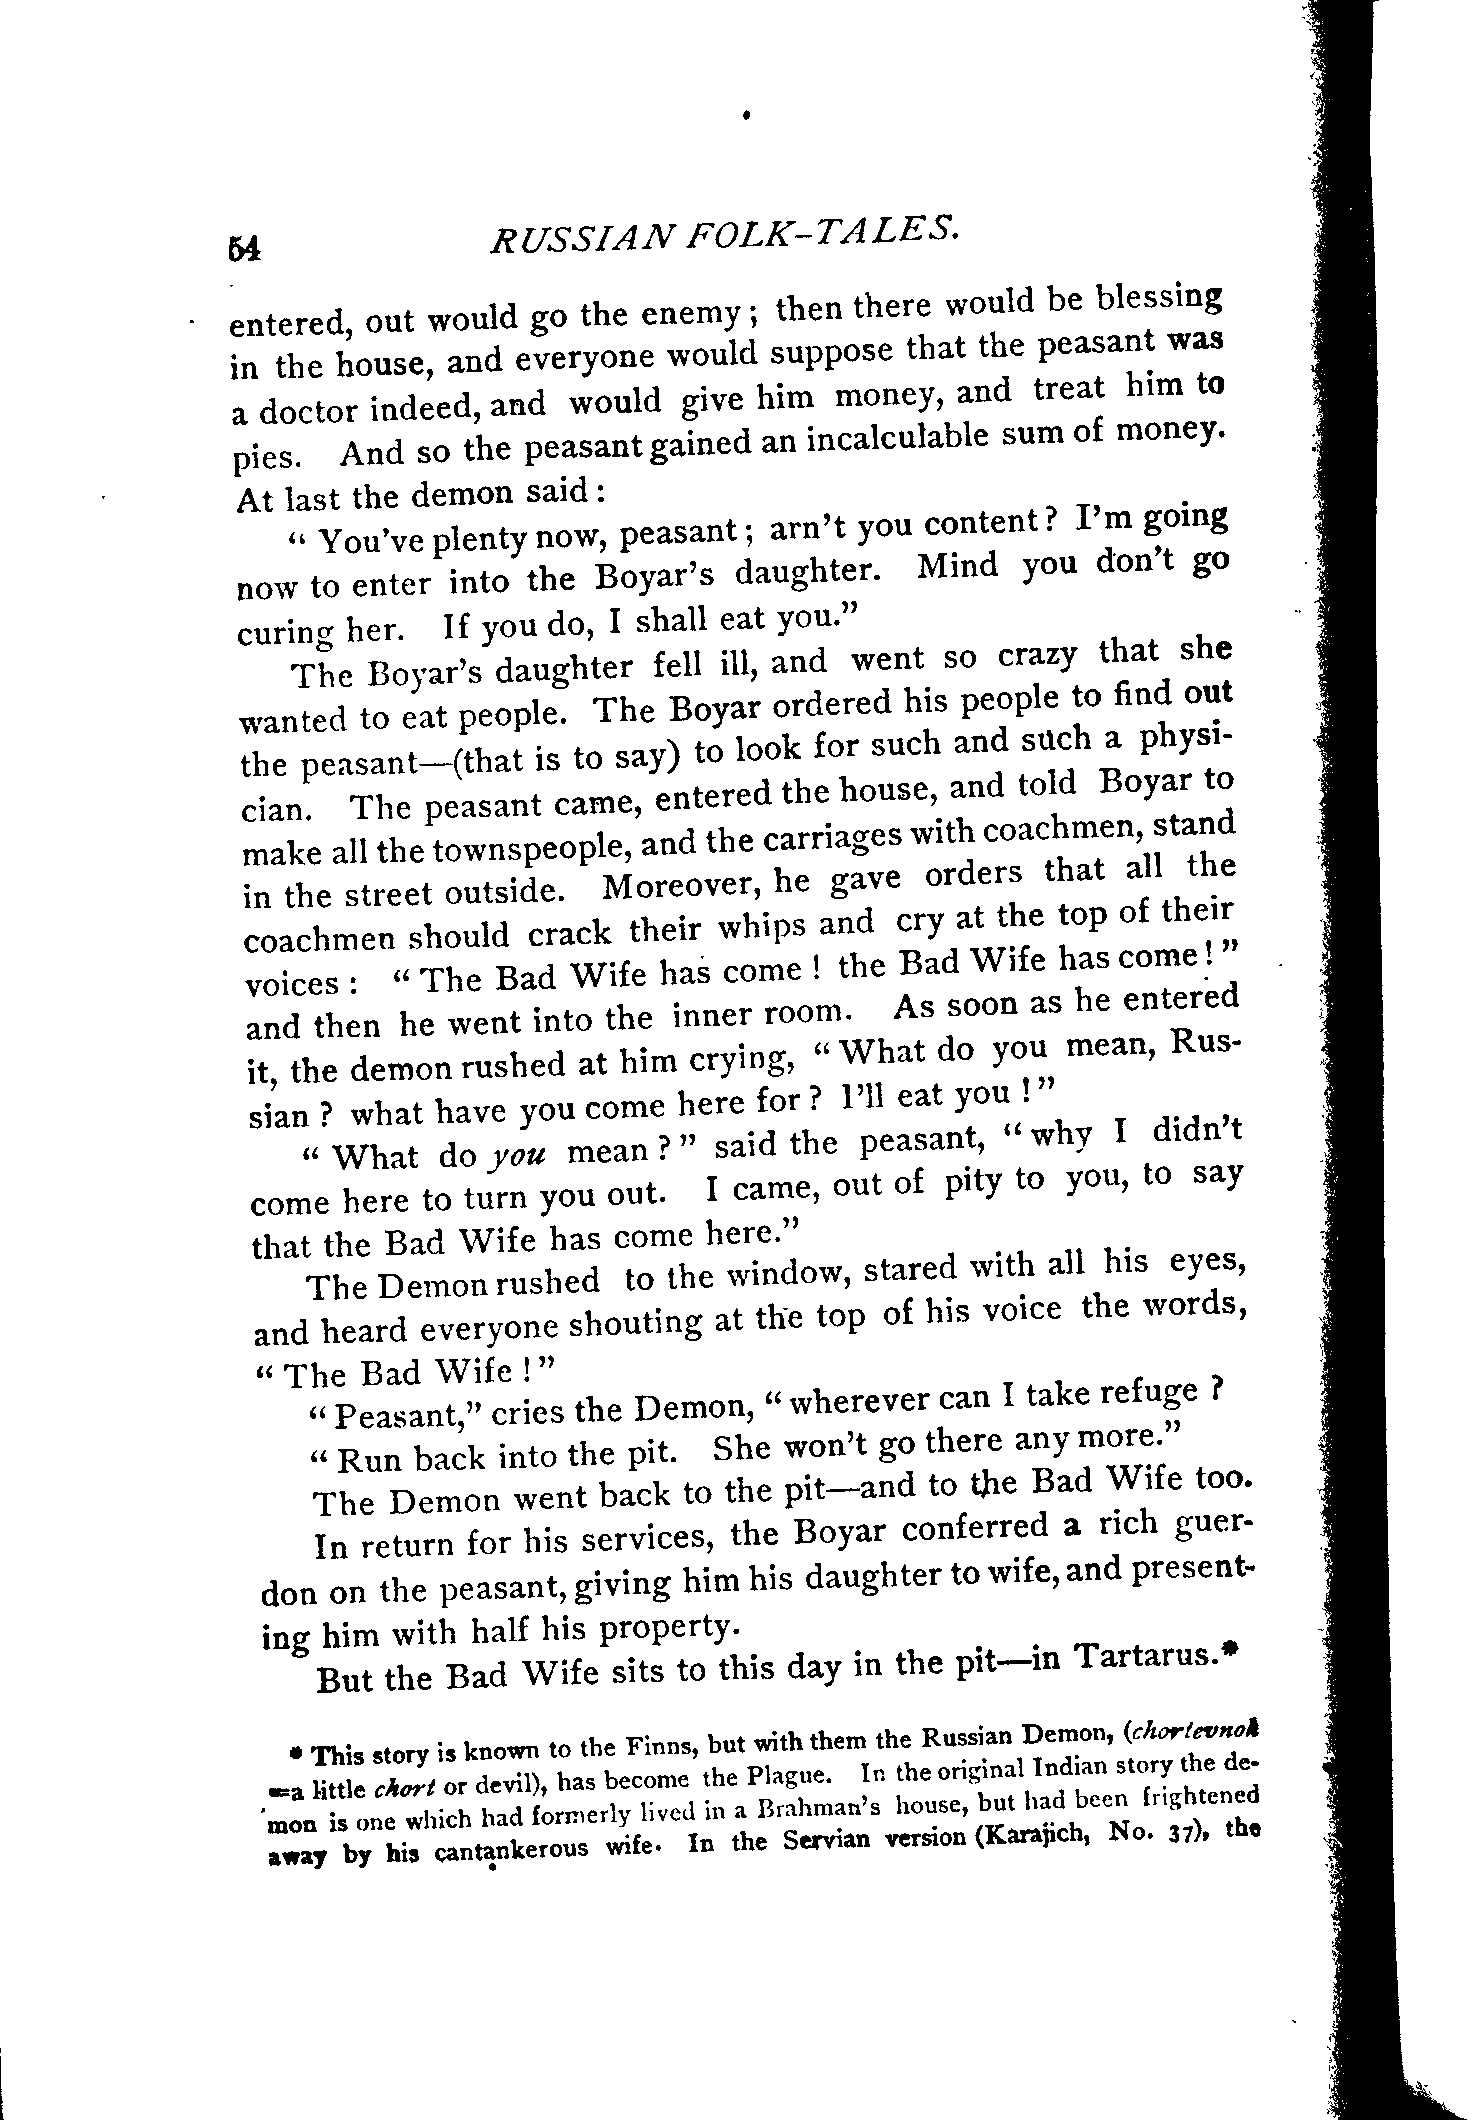 54 RUSSIAN FOLK-TALES.
entered, out would go the enemy; then there would be blessing
in the house, and everyone would suppose that the peasant was
a doctor indeed, and would give him money, and treat him to
pies. And so the peasant gained an incalculable sum of money.
At last the demon said:
“You've plenty now, peasant; arn't you content? I'm going
now to enter into the Boyar's daughter. Mind you don't go
curing her. If you do, I shall eat you.”
The Boyar's daughter fell ill, and went so crazy that she
wanted to eat people. The Boyar ordered his people to find out
the peasant—(that is to say) to look for such and such a physi-
cian. The peasant came, entered the house, and told Boyar to
make all the townspeople, and the carriages with coachmen, stand
in the street outside. Moreover, he gave orders that all the
coachmen should crack their whips and cry at the top of their
voices: “The Bad Wife has come! the Bad Wife has come!”
and then he went into the inner room. As soon as he entered
it, the demon rushed at him crying, “What do you mean, Rus-
sian? what have you come here for? I'll eat you!”
“What do you mean?” said the peasant, “why I didn't
come here to turn you out. I came, out of pity to you, to say
that the Bad Wife has come here.”
The Demon rushed to the window, stared with all his eyes,
and heard everyone shouting at the top of his voice the words,
“The Bad Wife!”
“Peasant,” cries the Demon, “wherever can I take refuge?
“Run back into the pit. She won't go there any more.”
The Demon went back to the pit—and to the Bad Wife too.
In return for his services, the Boyar conferred a rich guer-
don on the peasant, giving him his daughter to wife, and present-
ing him with half his property.
But the Bad Wife sits to this day in the pit—in Tartarus.*
* This story is known to the Finns, but with them the Russian Demon, (chortevnok
=a little chort or devil), has become the Plague. In the original Indian story the de-
mon is one which had formerly lived in a Brahman's house, but had been frightened
away by his cantankerous wife. In the Servian version (Karajich, No. 37), the